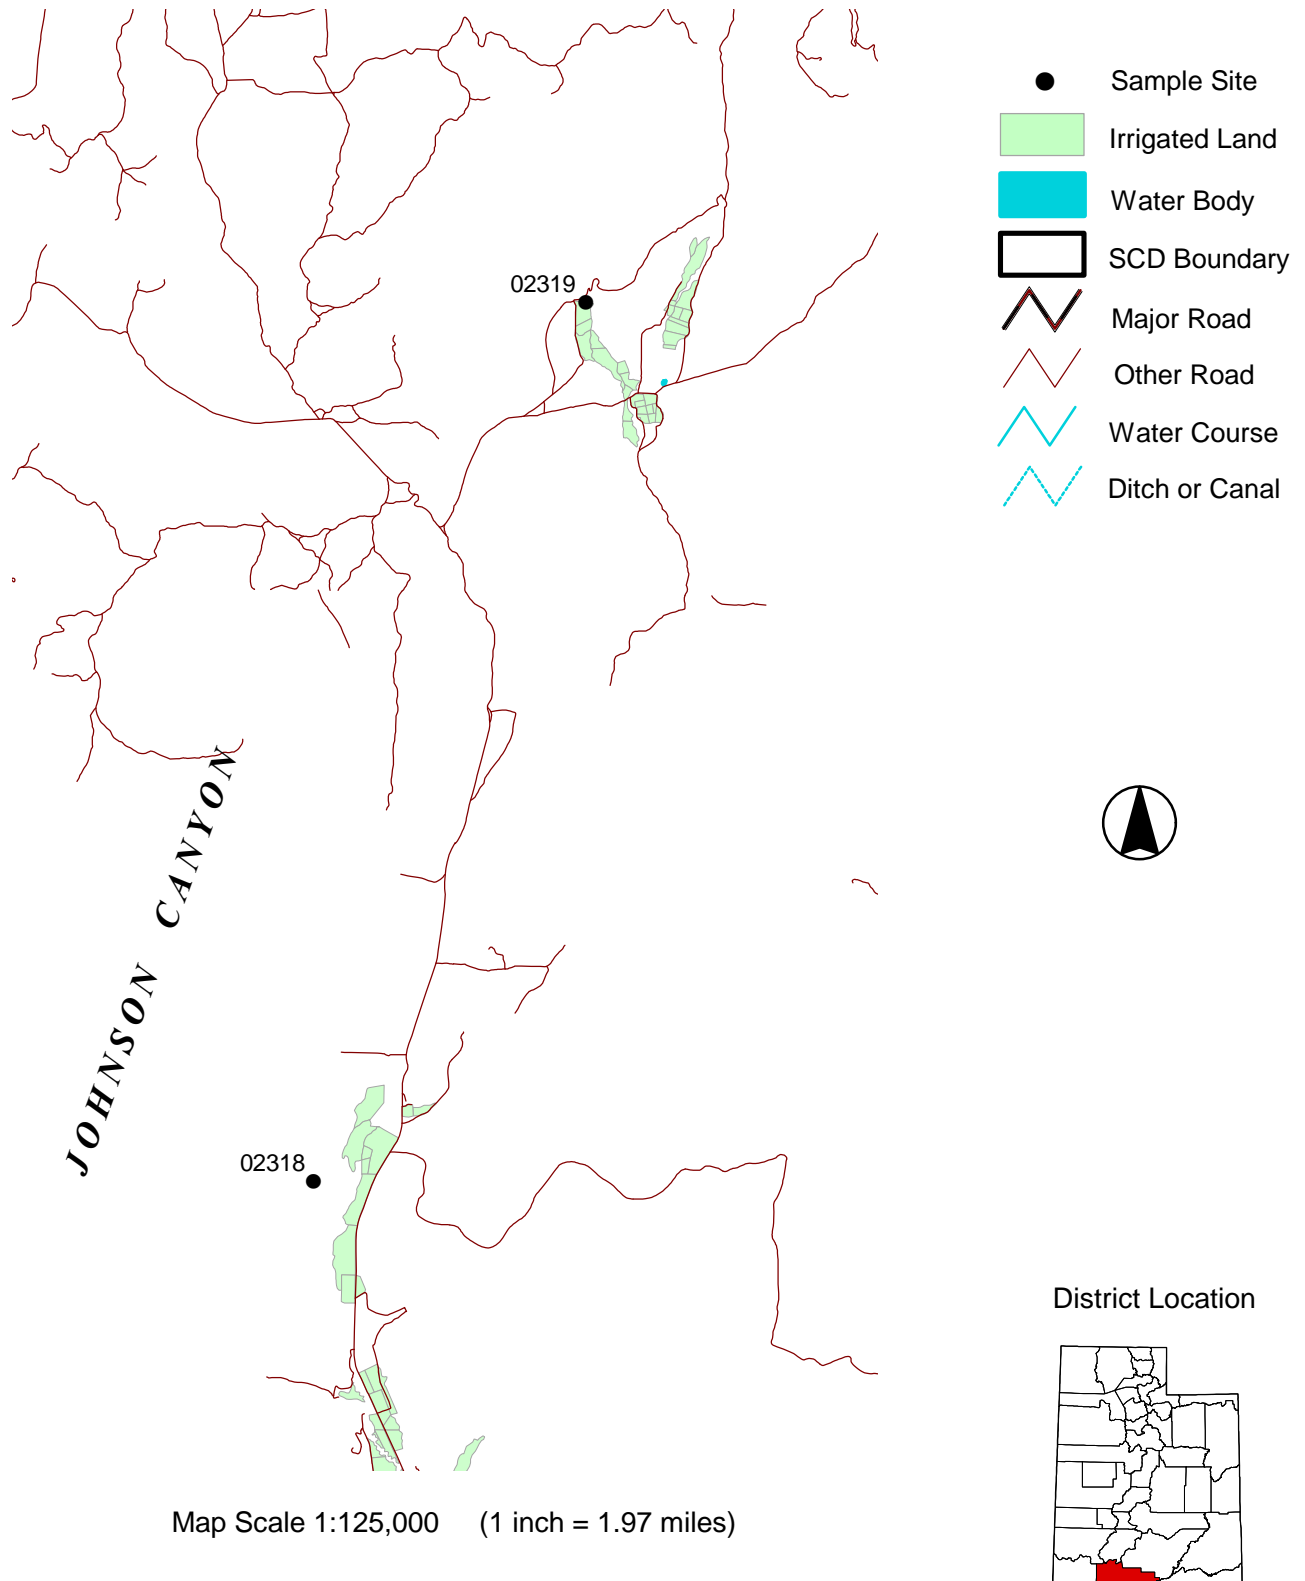 Sample Site
Irrigated Land
Water Body
SCD Boundary
Major Road
Other Road
Water Course
Ditch or Canal
02319
JOHNSON CANYON
02318
District Location
Map Scale 1:125,000 (1 inch = 1.97 miles)